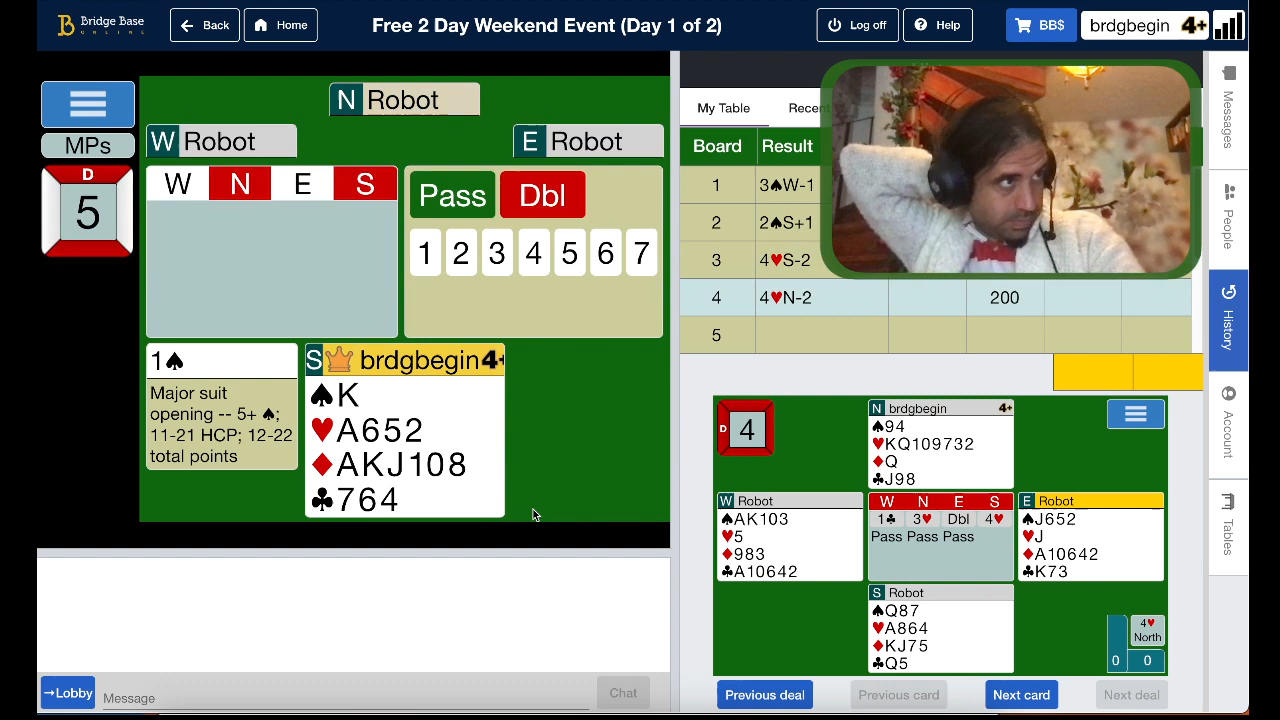 Bridge Base
ONLINE
Back
Home
Free 2 Day Weekend Event (Day 1 of 2)
Log off
Help
BB$
brdgbegin 4+
MPs
D
5
N Robot
W Robot
E Robot
W N E S
Pass Dbl
1 2 3 4 5 6 7
1♠
Major suit
opening -- 5+ ♠;
11-21 HCP; 12-22
total points
S brdgbegin 4+
♠K
♥A652
♦AKJ108
♣764
→Lobby
Message
Chat
My Table
Recen
Board Result
1 3♠W-1
2 2♠S+1
3 4♥S-2
4 4♥N-2 200
5
D 4
N brdgbegin 4+
♠94
♥KQ109732
♦Q
♣J98
W Robot
♠AK103
♥5
♦983
♣A10642
W N E S
1♣ 3♥ Dbl 4♥
Pass Pass Pass
E Robot
♠J652
♥J
♦A10642
♣K73
S Robot
♠Q87
♥A864
♦KJ75
♣Q5
4♥
North
0 0
Previous deal
Previous card
Next card
Next deal
Messages
People
History
Account
Tables